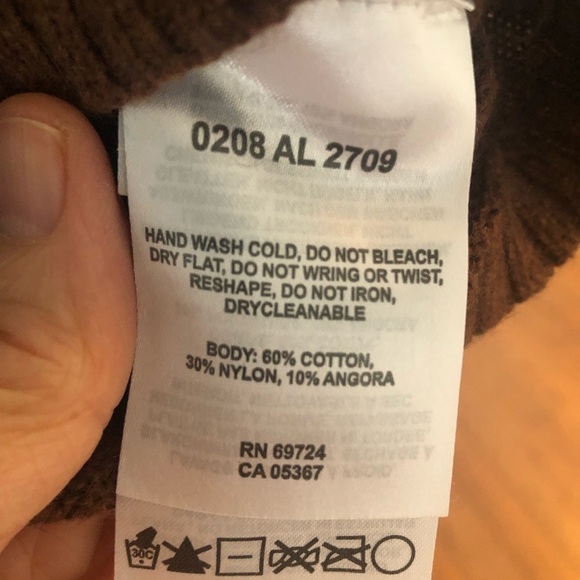 0208 AL 2709
HAND WASH COLD, DO NOT BLEACH,
DRY FLAT, DO NOT WRING OR TWIST,
RESHAPE, DO NOT IRON,
DRYCLEANABLE
BODY: 60% COTTON,
30% NYLON, 10% ANGORA
RN 69724
CA 05367
30C